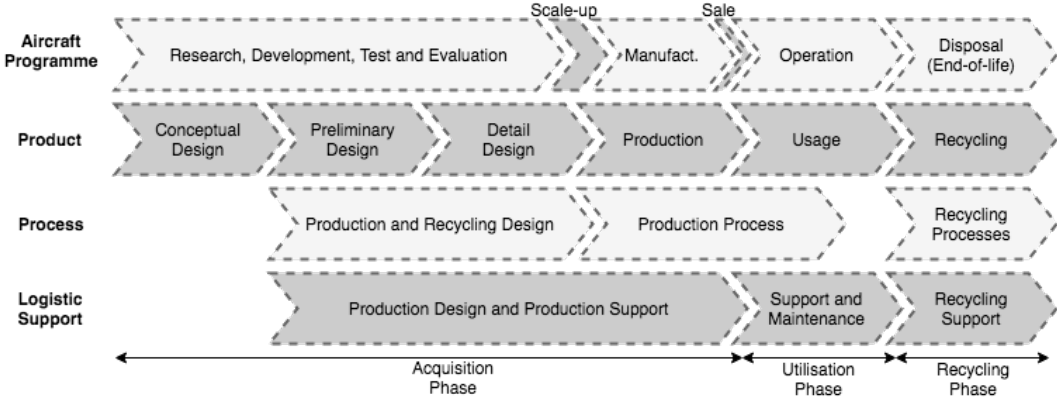 Scale-up
Sale
Aircraft
Programme
Research, Development, Test and Evaluation
Manufact.
Operation
Disposal
(End-of-life)
Product
Conceptual
Design
Preliminary
Design
Detail
Design
Production
Usage
Recycling
Process
Production and Recycling Design
Production Process
Recycling
Processes
Logistic
Support
Production Design and Production Support
Support and
Maintenance
Recycling
Support
Acquisition
Phase
Utilisation
Phase
Recycling
Phase